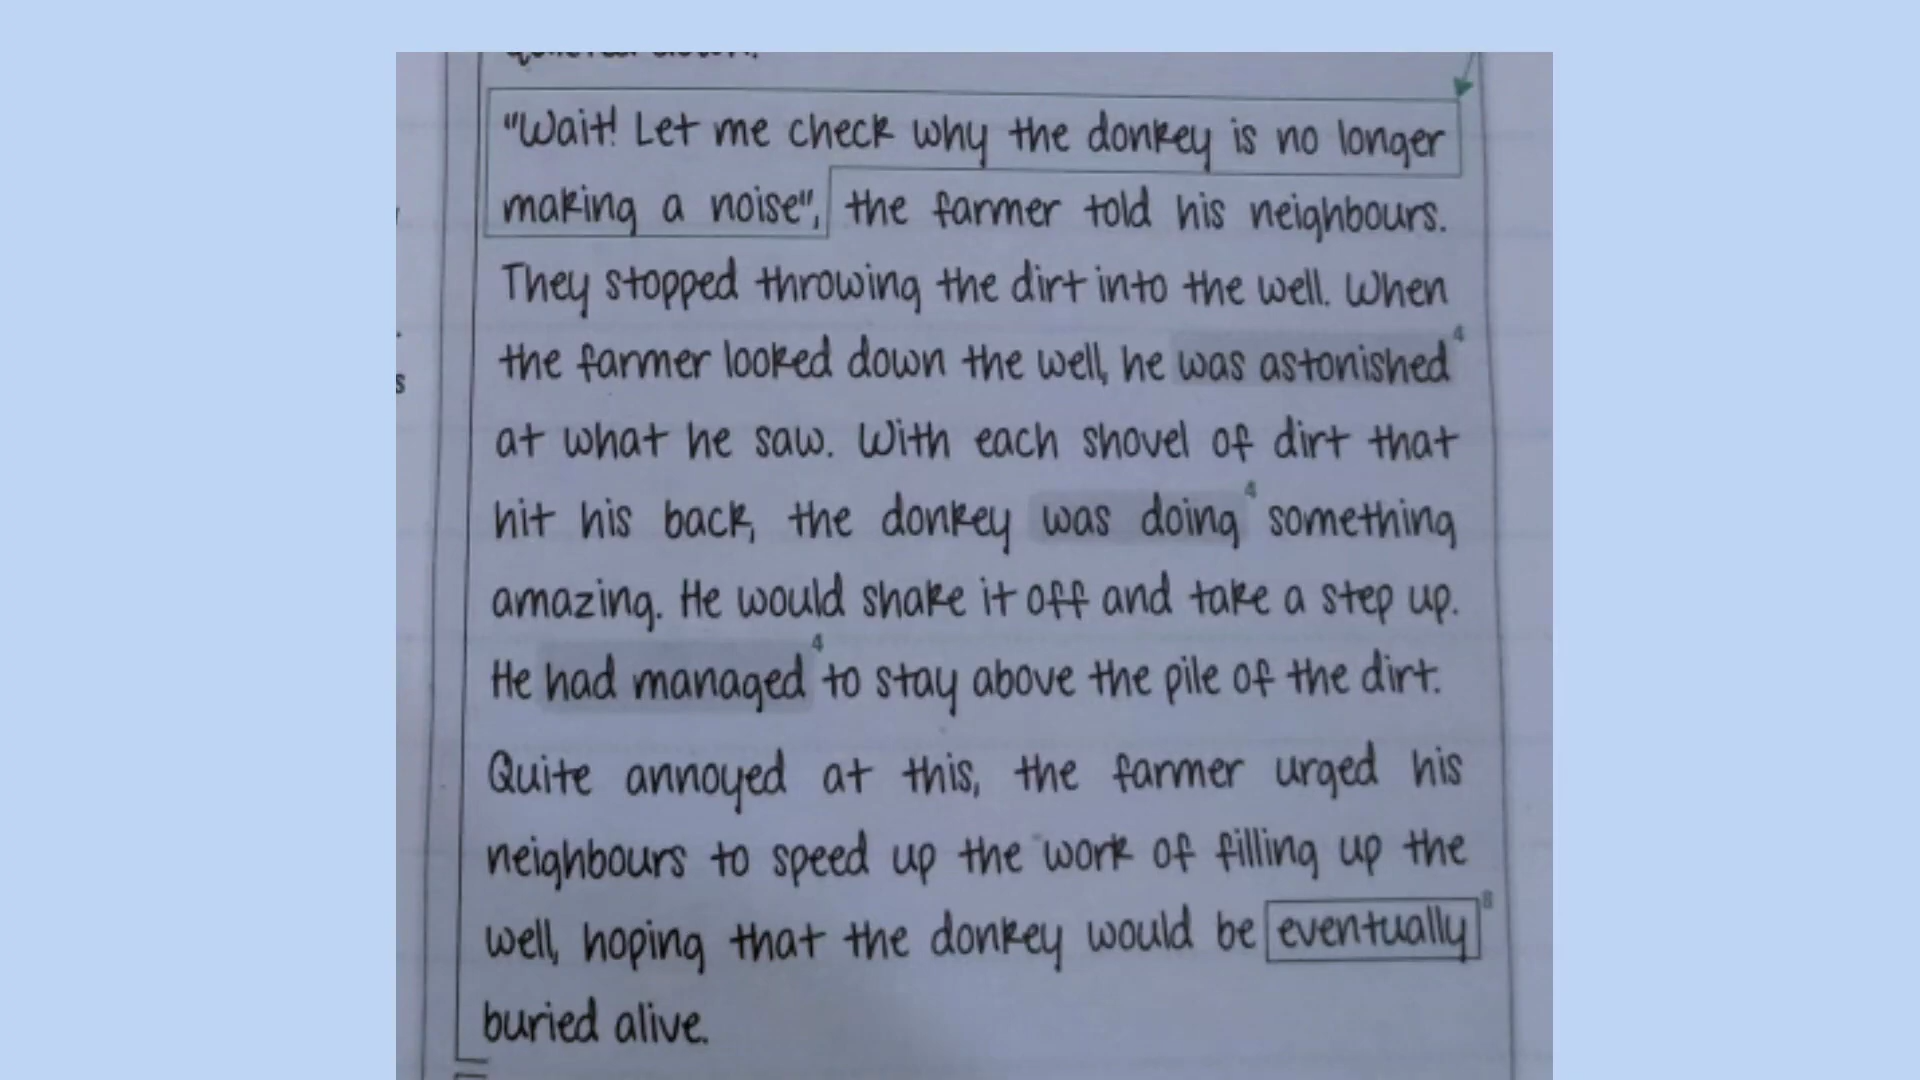 "Wait! Let me check why the donkey is no longer
making a noise", the farmer told his neighbours.
They stopped throwing the dirt into the well. When
the farmer looked down the well, he was astonished 4
at what he saw. With each shovel of dirt that
hit his back, the donkey was doing 4 something
amazing. He would shake it off and take a step up.
He had managed 4 to stay above the pile of the dirt.
Quite annoyed at this, the farmer urged his
neighbours to speed up the work of filling up the
well, hoping that the donkey would be eventually 8
buried alive.